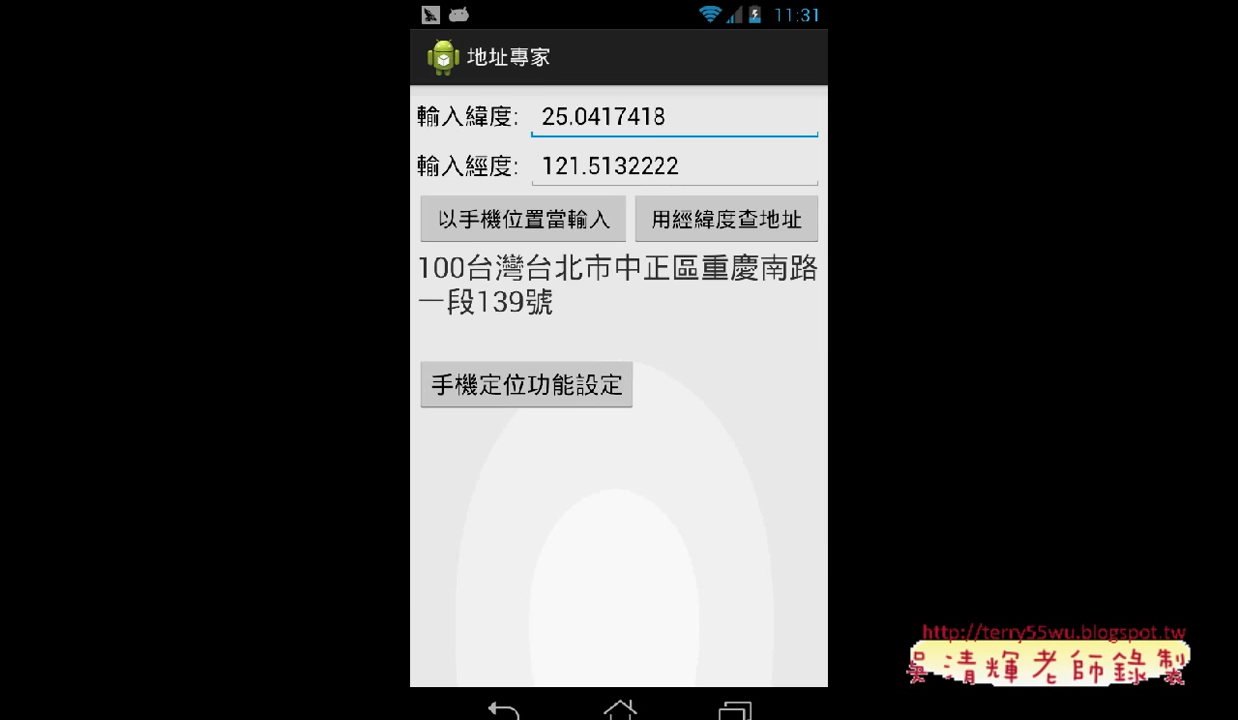 11:31
地址專家
輸入緯度: 25.0417418
輸入經度: 121.5132222
以手機位置當輸入 用經緯度查地址
100台灣台北市中正區重慶南路
一段139號
手機定位功能設定
http://terry55wu.blogspot.tw
吳清輝老師錄製